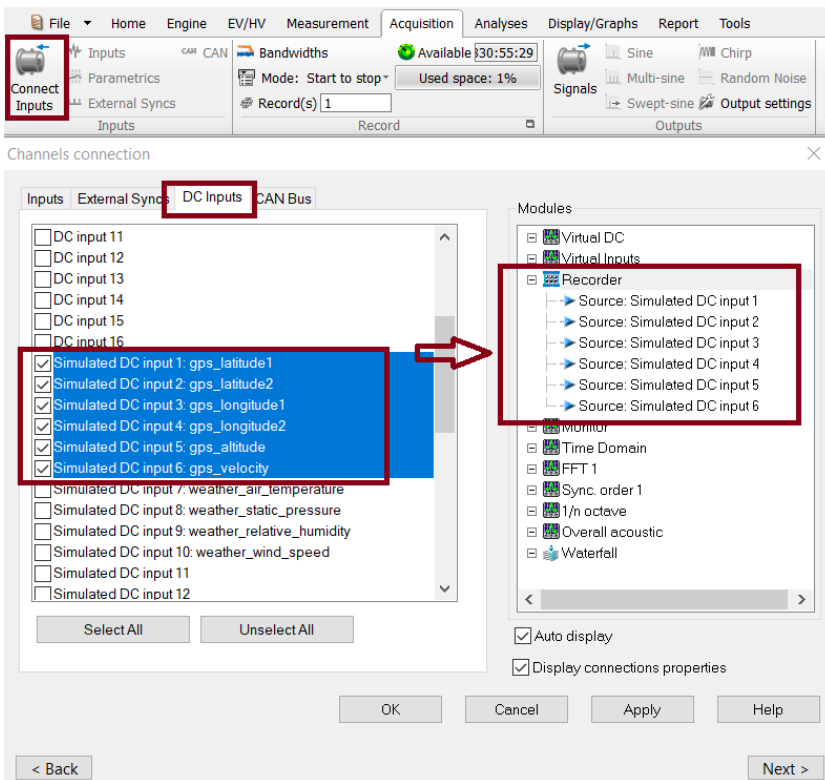 File Home Engine EV/HV Measurement Acquisition Analyses Display/Graphs Report Tools
Connect Inputs
Inputs
Parametrics
External Syncs
Inputs
CAN CAN
Bandwidths
Mode: Start to stop
Record(s) 1
Available 30:55:29
Used space: 1%
Record
Signals
Sine
Multi-sine
Swept-sine
Chirp
Random Noise
Output settings
Outputs
Channels connection
Inputs External Syncs DC Inputs CAN Bus
DC input 11
DC input 12
DC input 13
DC input 14
DC input 15
DC input 16
Simulated DC input 1: gps_latitude1
Simulated DC input 2: gps_latitude2
Simulated DC input 3: gps_longitude1
Simulated DC input 4: gps_longitude2
Simulated DC input 5: gps_altitude
Simulated DC input 6: gps_velocity
Simulated DC input 7: weather_air_temperature
Simulated DC input 8: weather_static_pressure
Simulated DC input 9: weather_relative_humidity
Simulated DC input 10: weather_wind_speed
Simulated DC input 11
Simulated DC input 12
Select All
Unselect All
Modules
Virtual DC
Virtual Inputs
Recorder
Source: Simulated DC input 1
Source: Simulated DC input 2
Source: Simulated DC input 3
Source: Simulated DC input 4
Source: Simulated DC input 5
Source: Simulated DC input 6
Monitor
Time Domain
FFT 1
Sync. order 1
1/n octave
Overall acoustic
Waterfall
Auto display
Display connections properties
OK
Cancel
Apply
Help
< Back
Next >